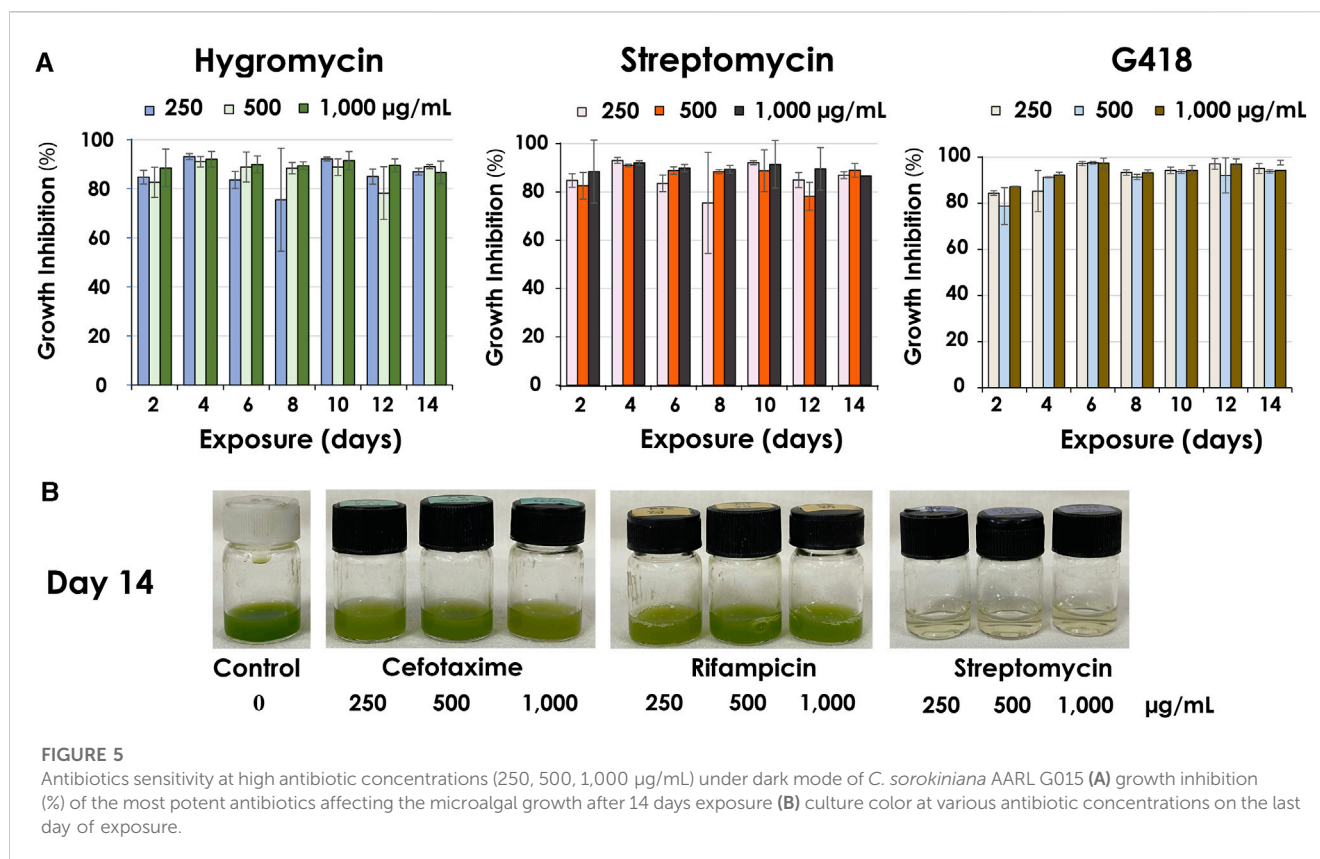 A
Hygromycin
250 500 1,000 µg/mL
Growth Inhibition (%)
100
80
60
40
20
0
2 4 6 8 10 12 14
Exposure (days)
Streptomycin
250 500 1,000 µg/mL
Growth Inhibition (%)
100
80
60
40
20
0
2 4 6 8 10 12 14
Exposure (days)
G418
250 500 1,000 µg/mL
Growth Inhibition (%)
100
80
60
40
20
0
2 4 6 8 10 12 14
Exposure (days)
B
Day 14
Control Cefotaxime Rifampicin Streptomycin
0 250 500 1,000 250 500 1,000 250 500 1,000 µg/mL
FIGURE 5
Antibiotics sensitivity at high antibiotic concentrations (250, 500, 1,000 µg/mL) under dark mode of C. sorokiniana AARL G015 (A) growth inhibition
(%) of the most potent antibiotics affecting the microalgal growth after 14 days exposure (B) culture color at various antibiotic concentrations on the last
day of exposure.